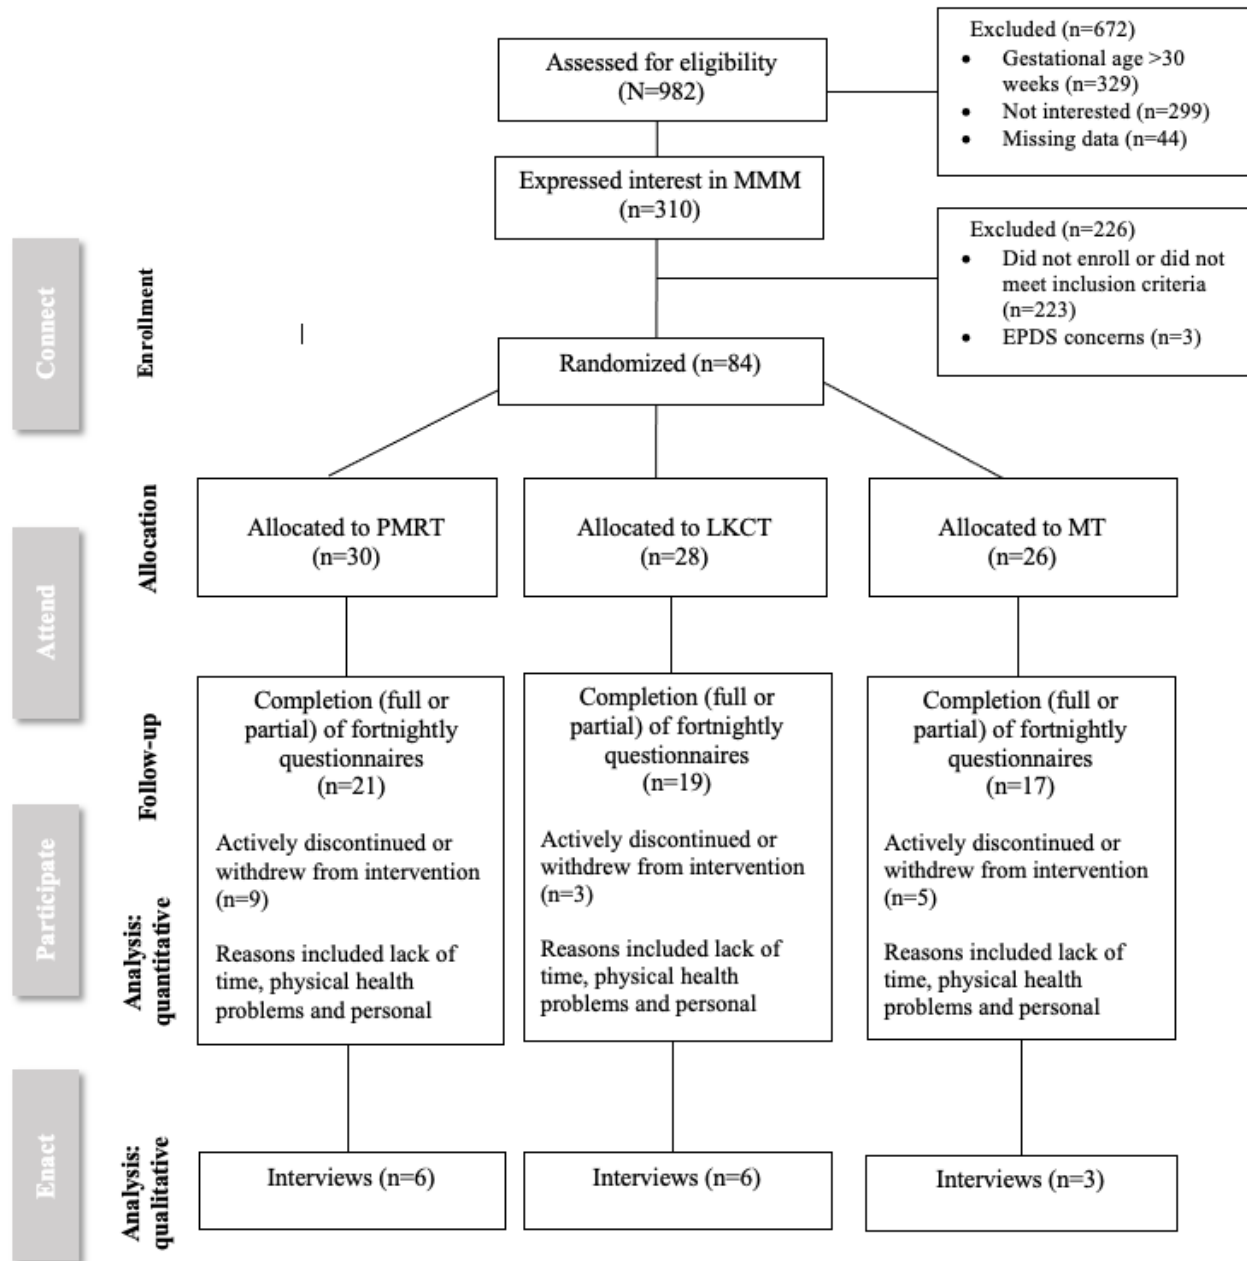 Assessed for eligibility
(N=982)
Excluded (n=672)
• Gestational age >30
weeks (n=329)
• Not interested (n=299)
• Missing data (n=44)
Expressed interest in MMM
(n=310)
Excluded (n=226)
• Did not enroll or did not
meet inclusion criteria
(n=223)
• EPDS concerns (n=3)
Connect
Enrollment
Randomized (n=84)
Attend
Allocation
Allocated to PMRT
(n=30)
Allocated to LKCT
(n=28)
Allocated to MT
(n=26)
Participate
Follow-up
Analysis:
quantitative
Completion (full or
partial) of fortnightly
questionnaires
(n=21)
Actively discontinued or
withdrew from intervention
(n=9)
Reasons included lack of
time, physical health
problems and personal
Completion (full or
partial) of fortnightly
questionnaires
(n=19)
Actively discontinued or
withdrew from intervention
(n=3)
Reasons included lack of
time, physical health
problems and personal
Completion (full or
partial) of fortnightly
questionnaires
(n=17)
Actively discontinued or
withdrew from intervention
(n=5)
Reasons included lack of
time, physical health
problems and personal
Enact
Analysis:
qualitative
Interviews (n=6)
Interviews (n=6)
Interviews (n=3)